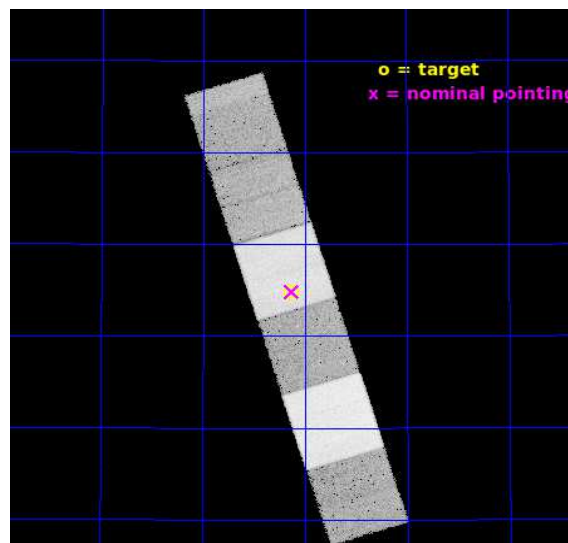 o = target
x = nominal pointing